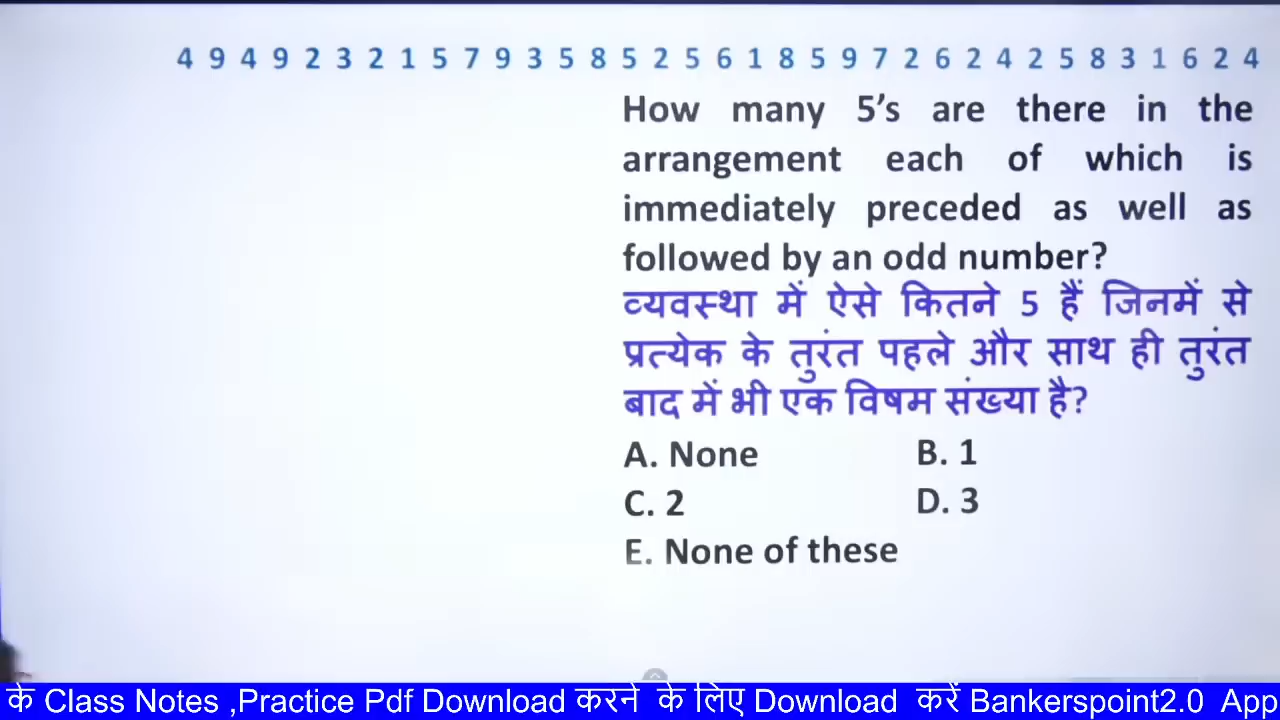 4 9 4 9 2 3 2 1 5 7 9 3 5 8 5 2 5 6 1 8 5 9 7 2 6 2 4 2 5 8 3 1 6 2 4
How many 5’s are there in the
arrangement each of which is
immediately preceded as well as
followed by an odd number?
व्यवस्था में ऐसे कितने 5 हैं जिनमें से
प्रत्येक के तुरंत पहले और साथ ही तुरंत
बाद में भी एक विषम संख्या है?
A. None B. 1
C. 2 D. 3
E. None of these
के Class Notes ,Practice Pdf Download करने के लिए Download करें Bankerspoint2.0 App